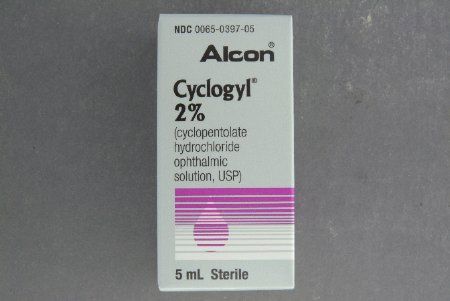 NDC 0065-0397-05
Alcon®
Cyclogyl®
2%
(cyclopentolate
hydrochloride
ophthalmic
solution, USP)
5 mL Sterile